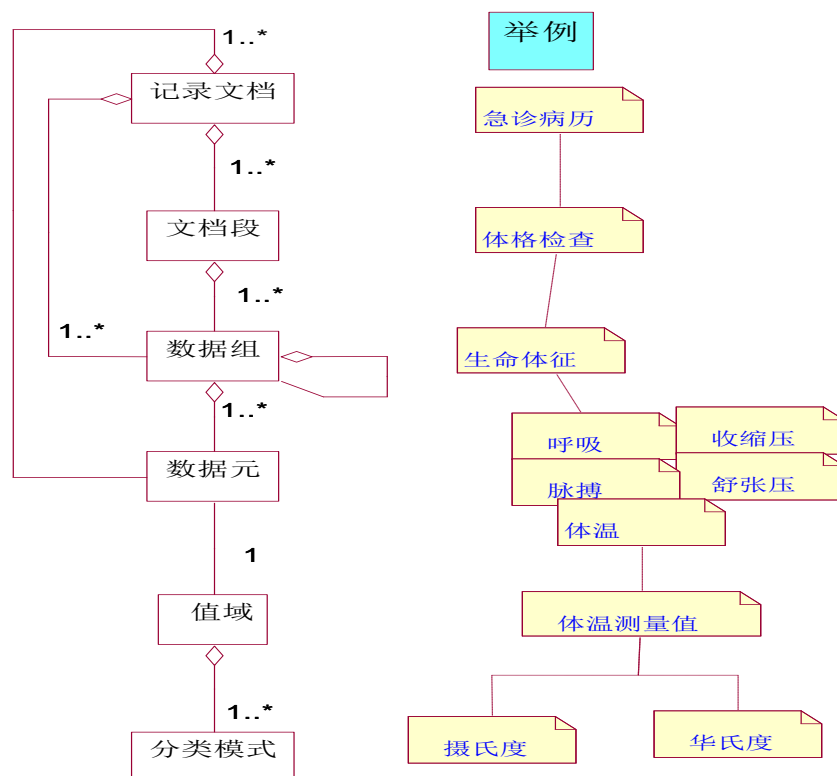 1..*
举例
记录文档
急诊病历
1..*
文档段
体格检查
1..*
1..*
数据组
生命体征
1..*
呼吸
收缩压
数据元
脉搏
舒张压
体温
1
值域
体温测量值
1..*
分类模式
摄氏度
华氏度